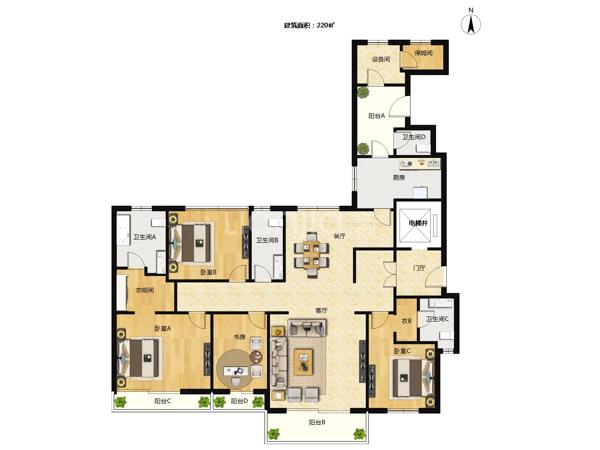 N
建筑面积：220㎡
设备间
保姆间
阳台A
卫生间D
厨房
电梯井
卫生间A
卧室B
卫生间B
餐厅
门厅
衣帽间
客厅
卧室A
书房
衣B
卫生间C
卧室C
阳台C
阳台D
阳台B